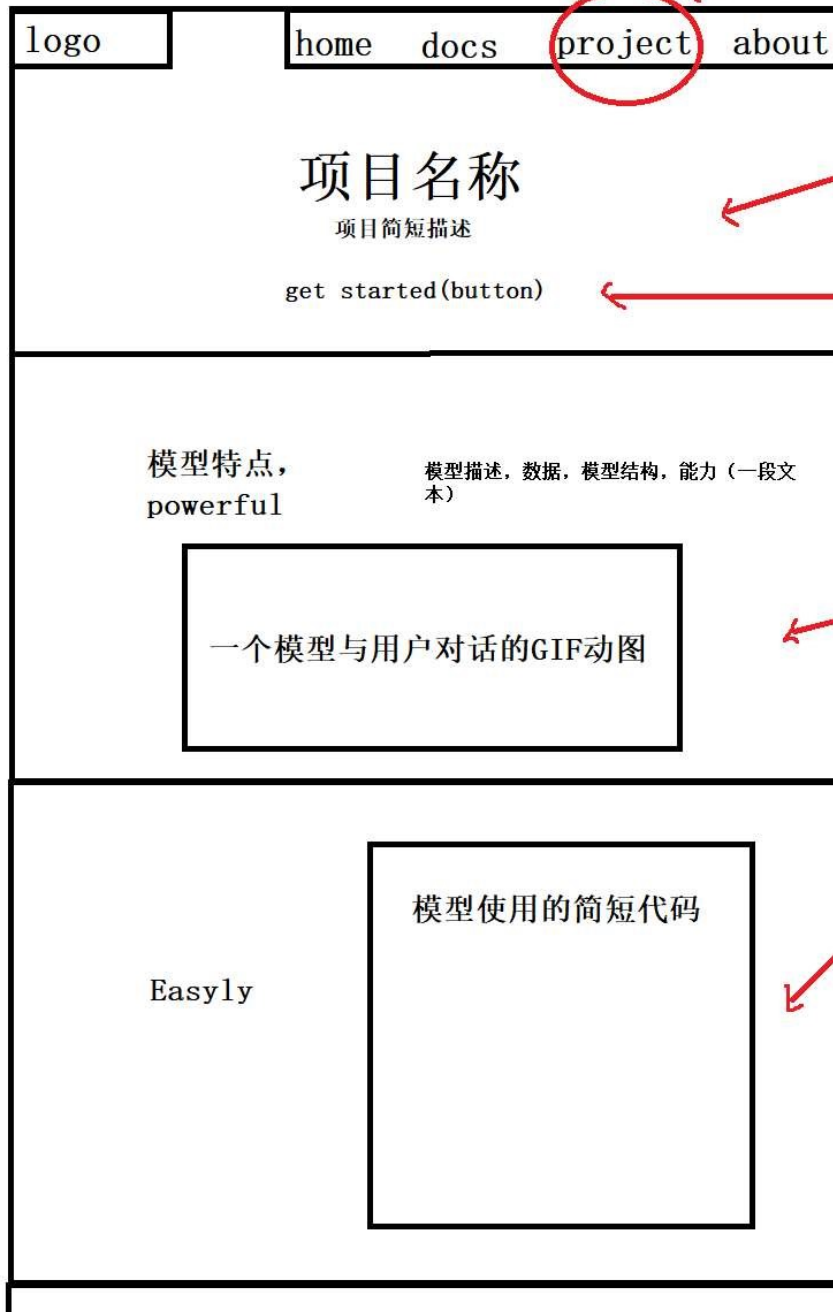 logo
home docs project about
项目名称
项目简短描述
get started(button)
模型特点,
powerful
模型描述，数据，模型结构，能力（一段文
本）
一个模型与用户对话的GIF动图
模型使用的简短代码
Easyly